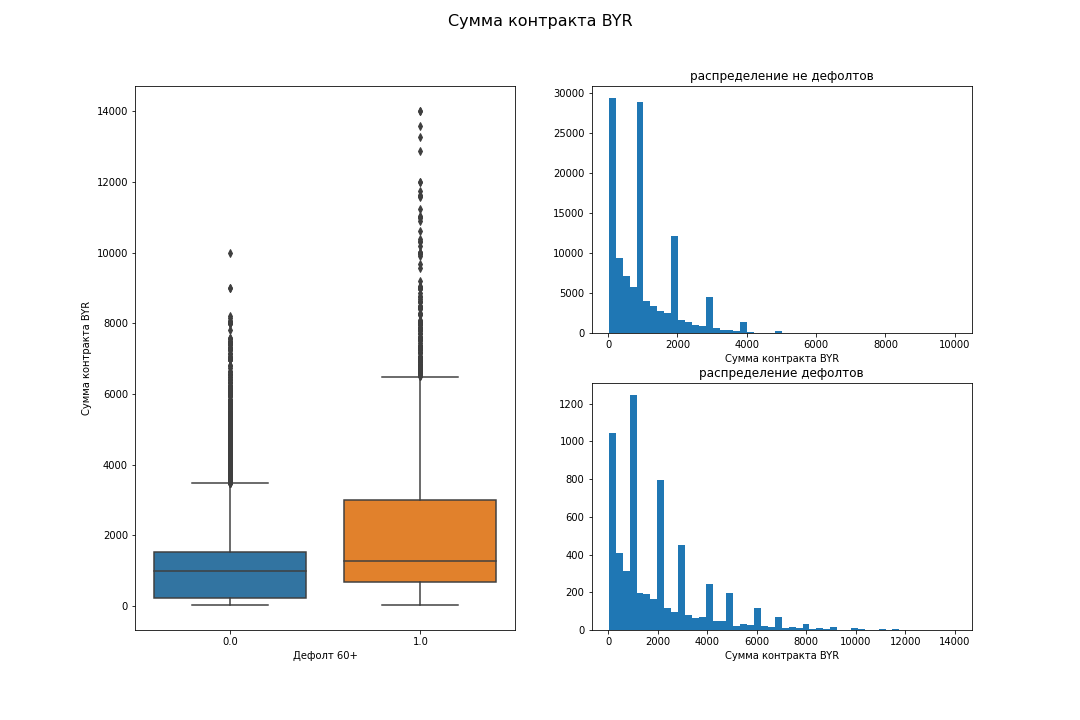 Сумма контракта BYR
14000
12000
10000
8000
6000
4000
2000
0
Сумма контракта BYR
0.0 1.0
Дефолт 60+
распределение не дефолтов
30000
25000
20000
15000
10000
5000
0
0 2000 4000 6000 8000 10000
Сумма контракта BYR
распределение дефолтов
1200
1000
800
600
400
200
0
0 2000 4000 6000 8000 10000 12000 14000
Сумма контракта BYR